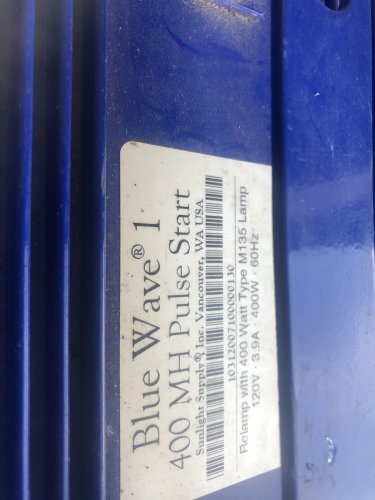 Blue Wave® 1
400 MH Pulse Start
Sunlight Supply® Inc. Vancouver, WA USA
10312007100000130
Relamp with 400 Watt Type M135 Lamp
120V · 3.9A · 400W · 60Hz